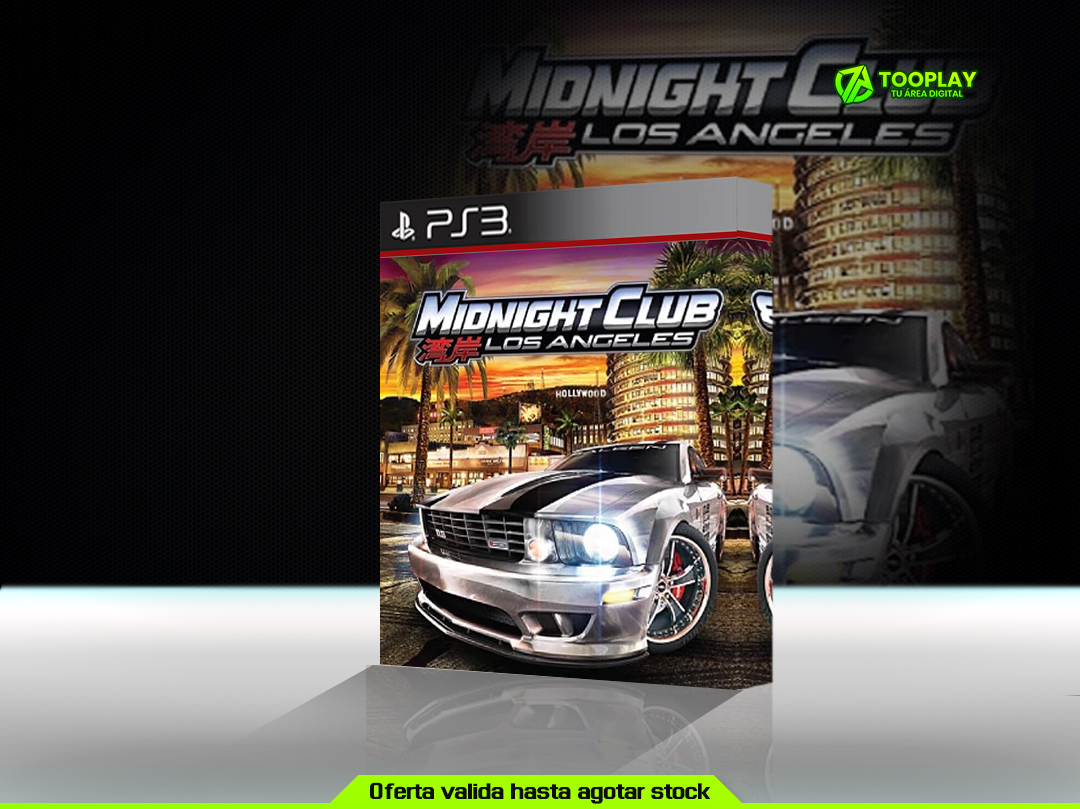 MIDNIGHT CLUB
湾岸 LOS ANGELES
TOOPLAY
TU ÁREA DIGITAL
PS3
MIDNIGHT CLUB
湾岸 LOS ANGELES
HOLLYWOOD
SALEEN
Oferta valida hasta agotar stock